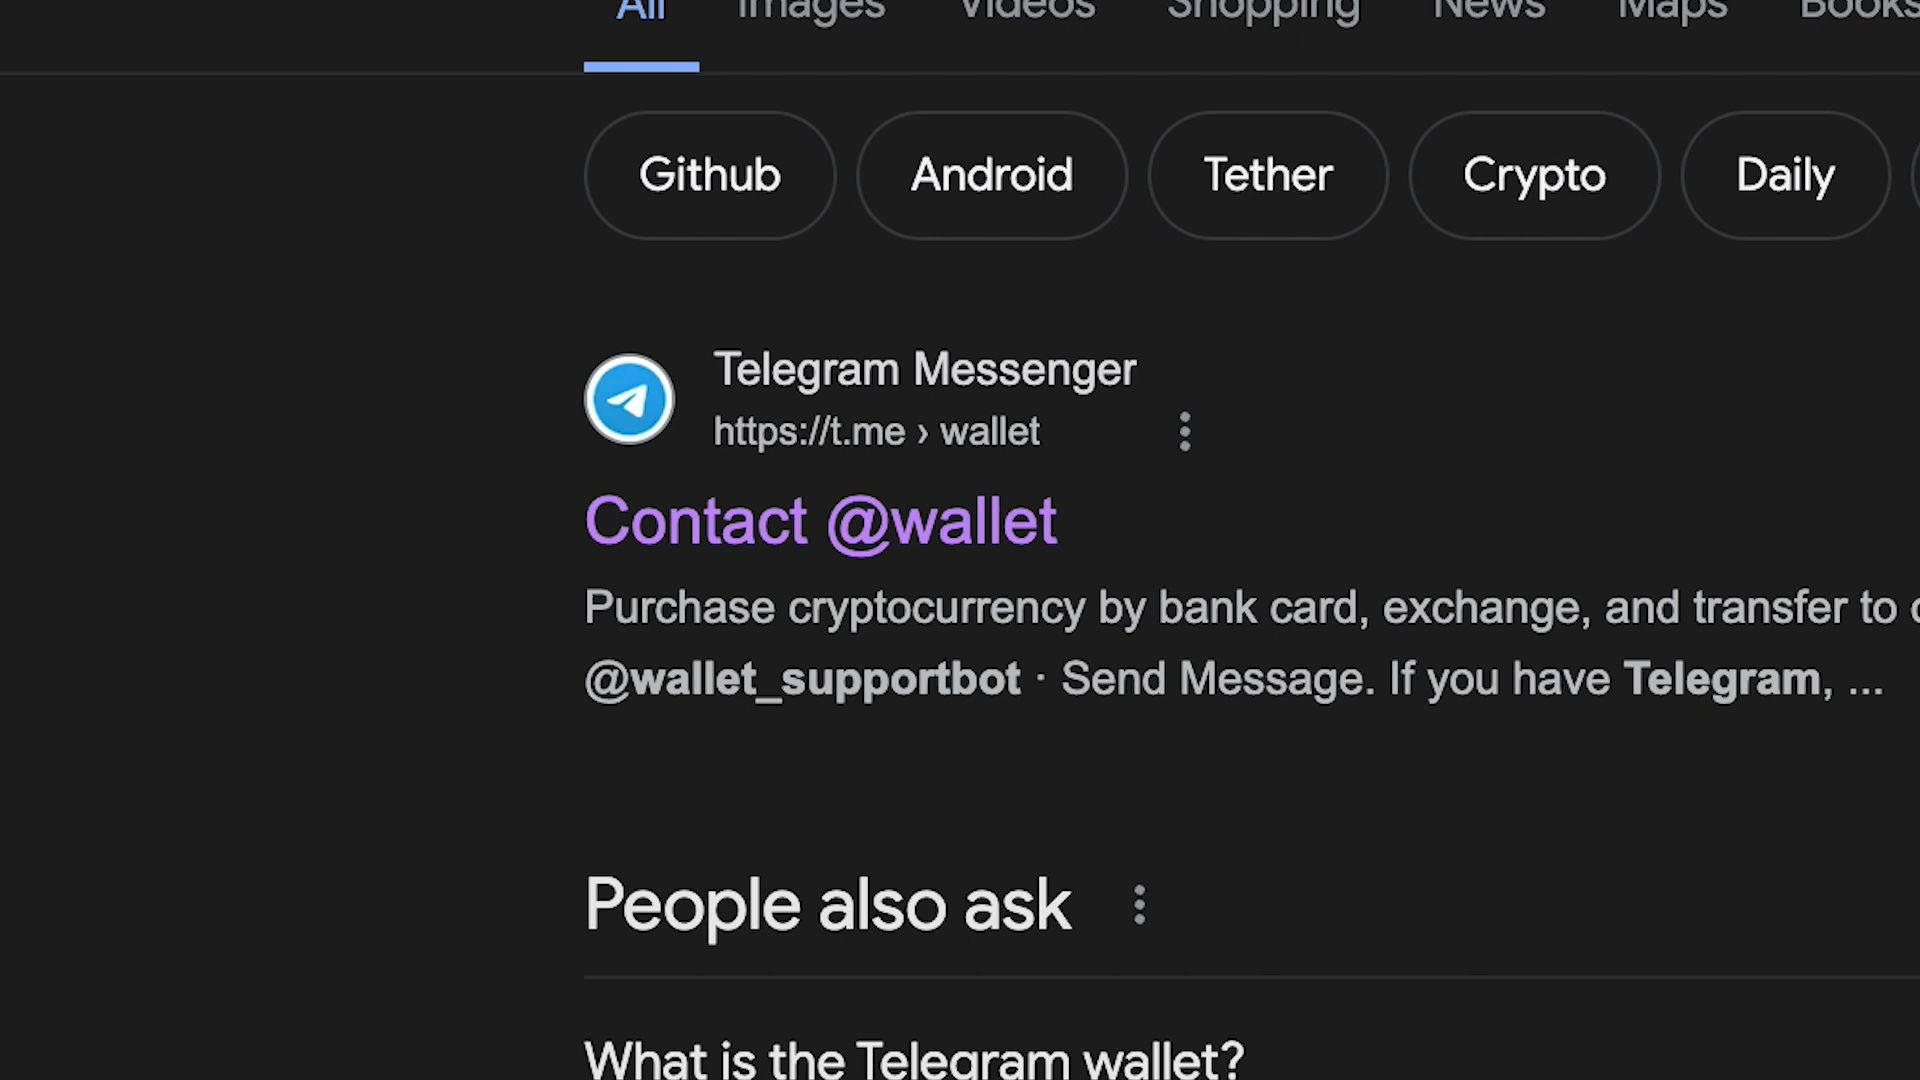 All Images Videos Shopping News Maps Books
Github Android Tether Crypto Daily
Telegram Messenger
https://t.me › wallet
Contact @wallet
Purchase cryptocurrency by bank card, exchange, and transfer to
@wallet_supportbot · Send Message. If you have Telegram, ...
People also ask
What is the Telegram wallet?